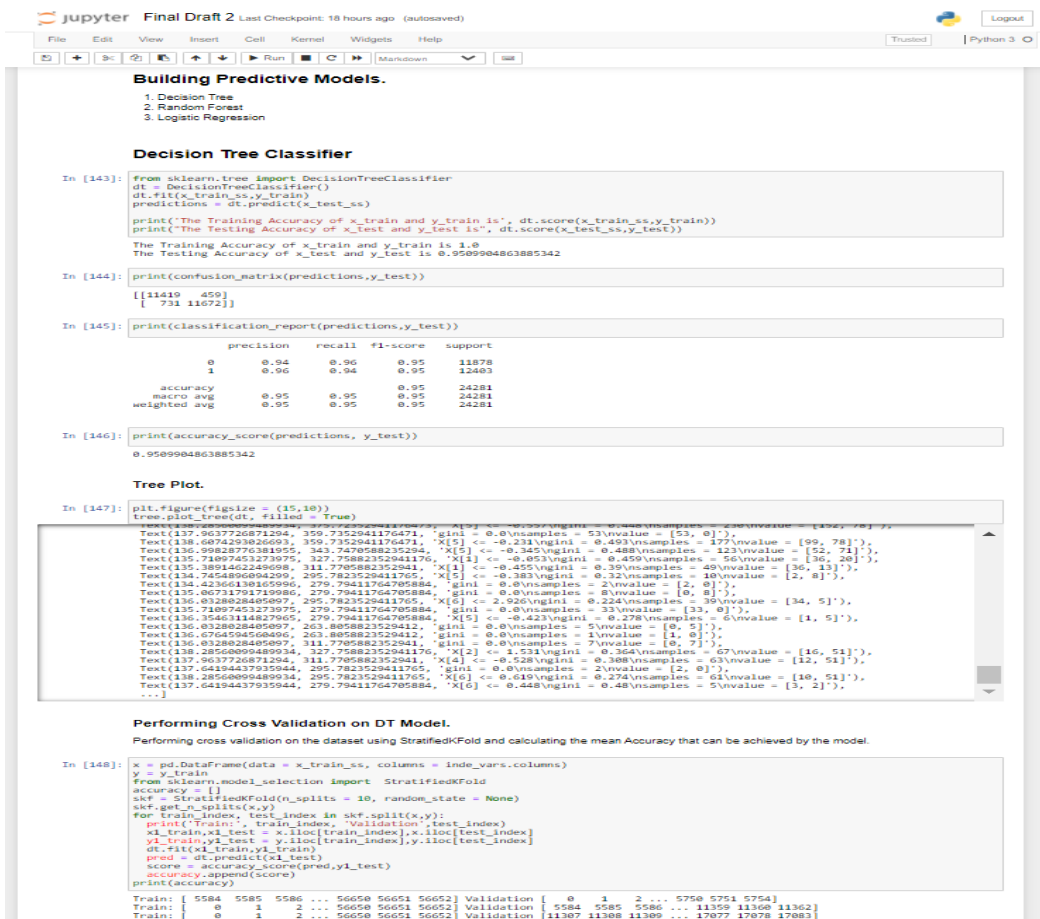 jupyter Final Draft 2 Last Checkpoint: 18 hours ago (autosaved)
Logout
File Edit View Insert Cell Kernel Widgets Help
Trusted Python 3
Run Markdown
Building Predictive Models.
1. Decision Tree
2. Random Forest
3. Logistic Regression
Decision Tree Classifier
In [143]: from sklearn.tree import DecisionTreeClassifier
dt = DecisionTreeClassifier()
dt.fit(x_train_ss,y_train)
predictions = dt.predict(x_test_ss)
print('The Training Accuracy of x_train and y_train is', dt.score(x_train_ss,y_train))
print("The Testing Accuracy of x_test and y_test is", dt.score(x_test_ss,y_test))
The Training Accuracy of x_train and y_train is 1.0
The Testing Accuracy of x_test and y_test is 0.9509904863885342
In [144]: print(confusion_matrix(predictions,y_test))
[[11419 459]
[ 731 11672]]
In [145]: print(classification_report(predictions,y_test))
precision recall f1-score support
0 0.94 0.96 0.95 11878
1 0.96 0.94 0.95 12403
accuracy 0.95 24281
macro avg 0.95 0.95 0.95 24281
weighted avg 0.95 0.95 0.95 24281
In [146]: print(accuracy_score(predictions, y_test))
0.9509904863885342
Tree Plot.
In [147]: plt.figure(figsize = (15,10))
tree.plot_tree(dt, filled = True)
Text(138.28560099489934, 375.72352941176473, 'X[5] <= -0.557\ngini = 0.448\nsamples = 230\nvalue = [152, 78]'),
Text(137.9637726871294, 359.7352941176471, 'gini = 0.0\nsamples = 53\nvalue = [53, 0]'),
Text(138.6074293026693, 359.7352941176471, 'X[5] <= -0.231\ngini = 0.493\nsamples = 177\nvalue = [99, 78]'),
Text(136.99828776381955, 343.7470588235294, 'X[5] <= -0.345\ngini = 0.488\nsamples = 123\nvalue = [52, 71]'),
Text(135.71097453273975, 327.75882352941176, 'X[1] <= -0.053\ngini = 0.459\nsamples = 56\nvalue = [36, 20]'),
Text(135.3891462249698, 311.7705882352941, 'X[1] <= -0.455\ngini = 0.39\nsamples = 49\nvalue = [36, 13]'),
Text(134.7454896094299, 295.7823529411765, 'X[5] <= -0.383\ngini = 0.32\nsamples = 10\nvalue = [2, 8]'),
Text(134.42366130165996, 279.79411764705884, 'gini = 0.0\nsamples = 2\nvalue = [2, 0]'),
Text(135.06731791719986, 279.79411764705884, 'gini = 0.0\nsamples = 8\nvalue = [0, 8]'),
Text(136.0328028405097, 295.7823529411765, 'X[6] <= 2.926\ngini = 0.224\nsamples = 39\nvalue = [34, 5]'),
Text(135.71097453273975, 279.79411764705884, 'gini = 0.0\nsamples = 33\nvalue = [33, 0]'),
Text(136.35463114827965, 279.79411764705884, 'X[5] <= -0.423\ngini = 0.278\nsamples = 6\nvalue = [1, 5]'),
Text(136.0328028405097, 263.8058823529412, 'gini = 0.0\nsamples = 5\nvalue = [0, 5]'),
Text(136.6764594560496, 263.8058823529412, 'gini = 0.0\nsamples = 1\nvalue = [1, 0]'),
Text(136.0328028405097, 311.7705882352941, 'gini = 0.0\nsamples = 7\nvalue = [0, 7]'),
Text(138.28560099489934, 327.75882352941176, 'X[2] <= 1.531\ngini = 0.364\nsamples = 67\nvalue = [16, 51]'),
Text(137.9637726871294, 311.7705882352941, 'X[4] <= -0.528\ngini = 0.308\nsamples = 63\nvalue = [12, 51]'),
Text(137.64194437935944, 295.7823529411765, 'gini = 0.0\nsamples = 2\nvalue = [2, 0]'),
Text(138.28560099489934, 295.7823529411765, 'X[6] <= 0.619\ngini = 0.274\nsamples = 61\nvalue = [10, 51]'),
Text(137.64194437935944, 279.79411764705884, 'X[6] <= 0.448\ngini = 0.48\nsamples = 5\nvalue = [3, 2]'),
...]
Performing Cross Validation on DT Model.
Performing cross validation on the dataset using StratifiedKFold and calculating the mean Accuracy that can be achieved by the model.
In [148]: x = pd.DataFrame(data = x_train_ss, columns = inde_vars.columns)
y = y_train
from sklearn.model_selection import StratifiedKFold
accuracy = []
skf = StratifiedKFold(n_splits = 10, random_state = None)
skf.get_n_splits(x,y)
for train_index, test_index in skf.split(x,y):
print('Train:', train_index, 'Validation',test_index)
x1_train,x1_test = x.iloc[train_index],x.iloc[test_index]
y1_train,y1_test = y.iloc[train_index],y.iloc[test_index]
dt.fit(x1_train,y1_train)
pred = dt.predict(x1_test)
score = accuracy_score(pred,y1_test)
accuracy.append(score)
print(accuracy)
Train: [ 5584 5585 5586 ... 56650 56651 56652] Validation [ 0 1 2 ... 5750 5751 5754]
Train: [ 0 1 2 ... 56650 56651 56652] Validation [ 5584 5585 5586 ... 11359 11360 11362]
Train: [ 0 1 2 ... 56650 56651 56652] Validation [11307 11308 11309 ... 17077 17078 17083]